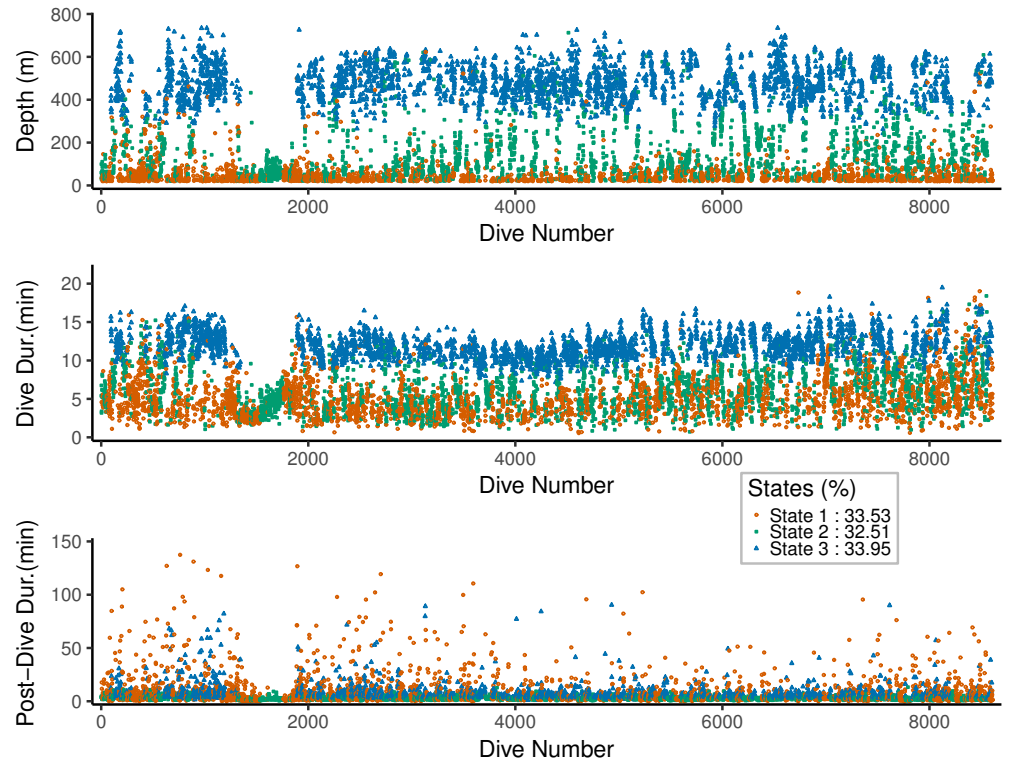 800
600
400
200
0
Depth (m)
0 2000 4000 6000 8000
Dive Number
20
15
10
5
0
Dive Dur.(min)
0 2000 4000 6000 8000
Dive Number
States (%)
State 1 : 33.53
State 2 : 32.51
State 3 : 33.95
150
100
50
0
Post−Dive Dur.(min)
0 2000 4000 6000 8000
Dive Number